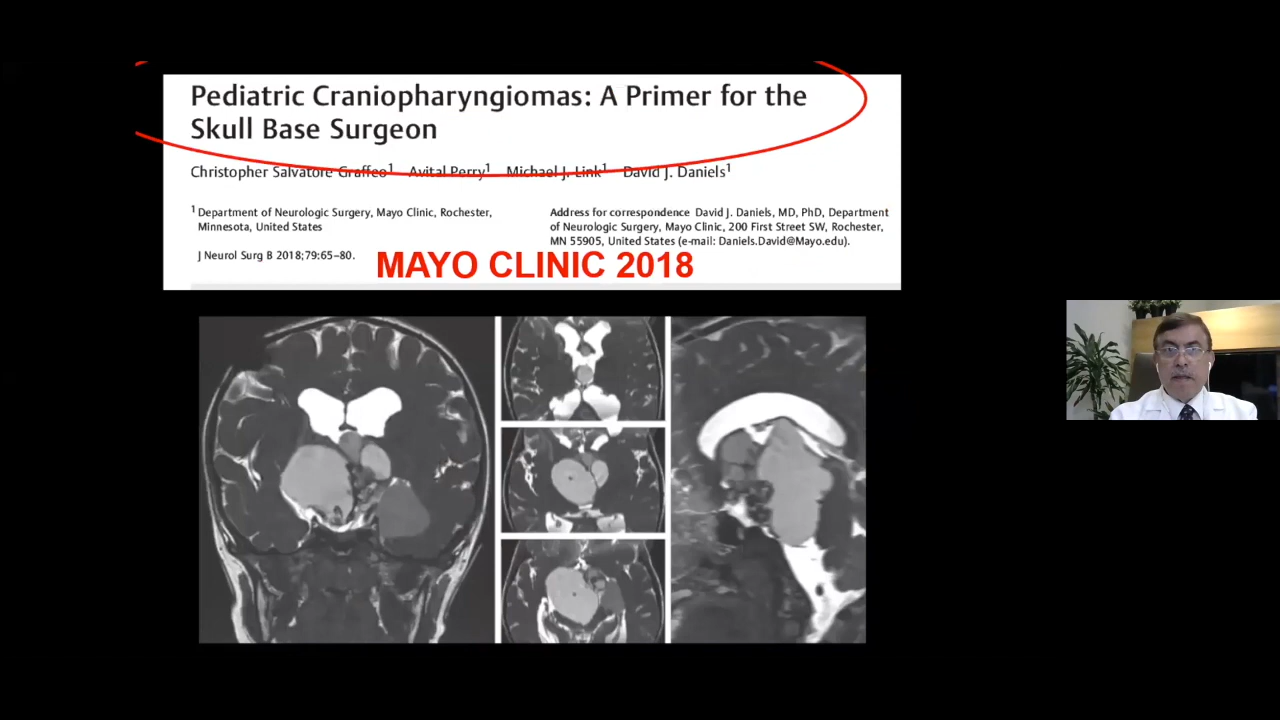 Pediatric Craniopharyngiomas: A Primer for the
Skull Base Surgeon
Christopher Salvatore Graffeo1 Avital Perry1 Michael J. Link1 David J. Daniels1
1 Department of Neurologic Surgery, Mayo Clinic, Rochester,
Minnesota, United States
Address for correspondence David J. Daniels, MD, PhD, Department
of Neurologic Surgery, Mayo Clinic, 200 First Street SW, Rochester,
MN 55905, United States (e-mail: Daniels.David@Mayo.edu).
J Neurol Surg B 2018;79:65–80.
MAYO CLINIC 2018